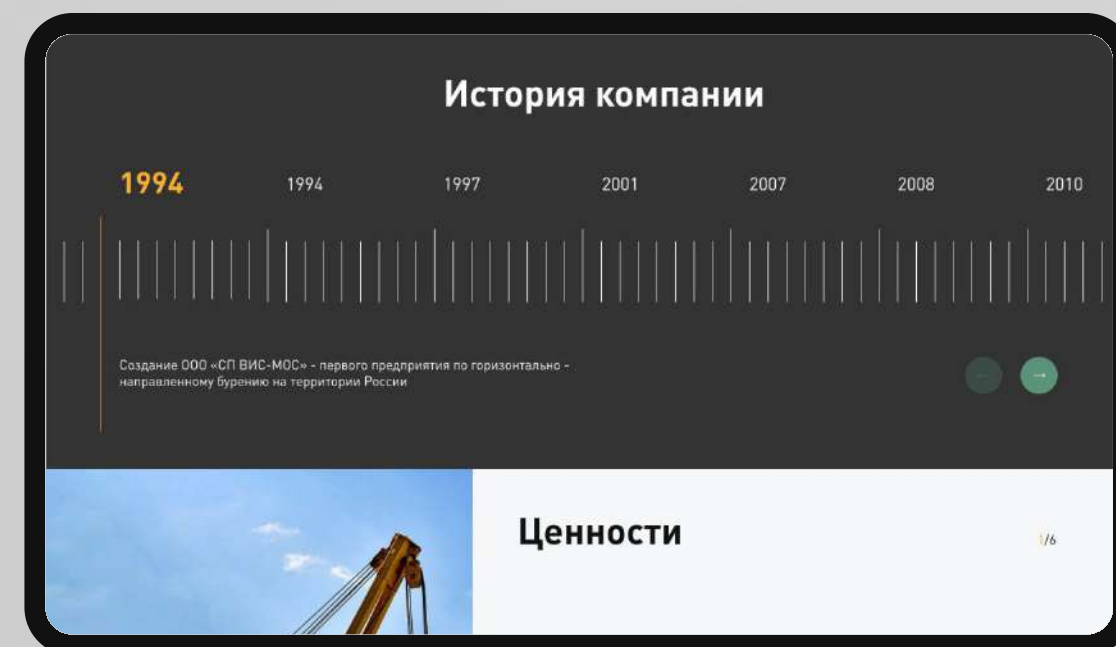 История компании
1994 1994 1997 2001 2007 2008 2010
Создание ООО «СП ВИС-МОС» - первого предприятия по горизонтально -
направленному бурению на территории России
← →
Ценности
1/6